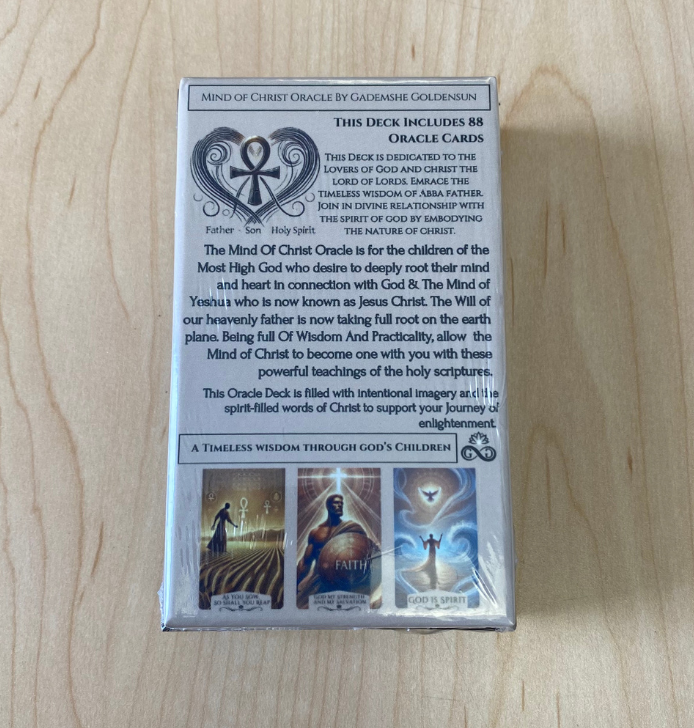 Mind of Christ Oracle By Gademshe Goldensun
This Deck Includes 88
Oracle Cards
This Deck is dedicated to the
Lovers of God and Christ the
Lord of Lords. Emrace the
timeless wisdom of Abba Father.
Join in divine relationship with
the spirit of God by embodying
the nature of Christ.
Father - Son Holy Spirit
The Mind Of Christ Oracle is for the children of the
Most High God who desire to deeply root their mind
and heart in connection with God & The Mind of
Yeshua who is now known as Jesus Christ. The Will of
our heavenly father is now taking full root on the earth
plane. Being full Of Wisdom And Practicality, allow the
Mind of Christ to become one with you with these
powerful teachings of the holy scriptures.
This Oracle Deck is filled with intentional imagery and the
spirit-filled words of Christ to support your Journey of
enlightenment.
a Timeless wisdom through god's Children
G G
As you sow,
so shall you reap
FAITH
God my strength
and my salvation
God is Spirit